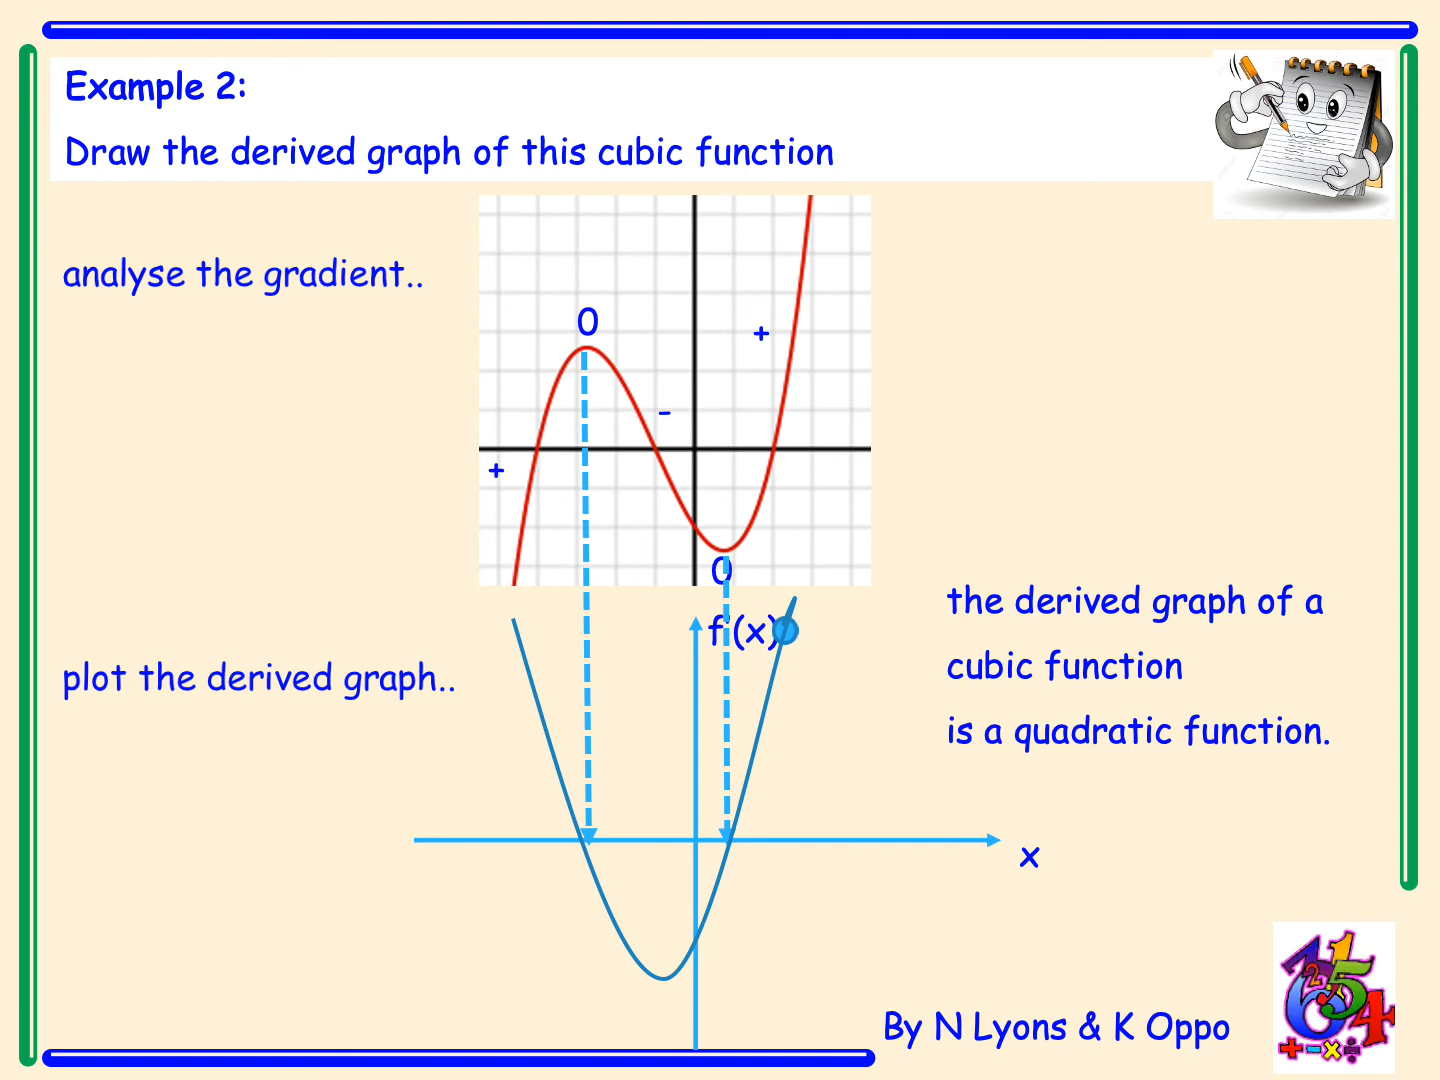 Example 2:
Draw the derived graph of this cubic function
analyse the gradient..
0
+
-
+
0
f'(x)
the derived graph of a
cubic function
is a quadratic function.
plot the derived graph..
x
By N Lyons & K Oppo